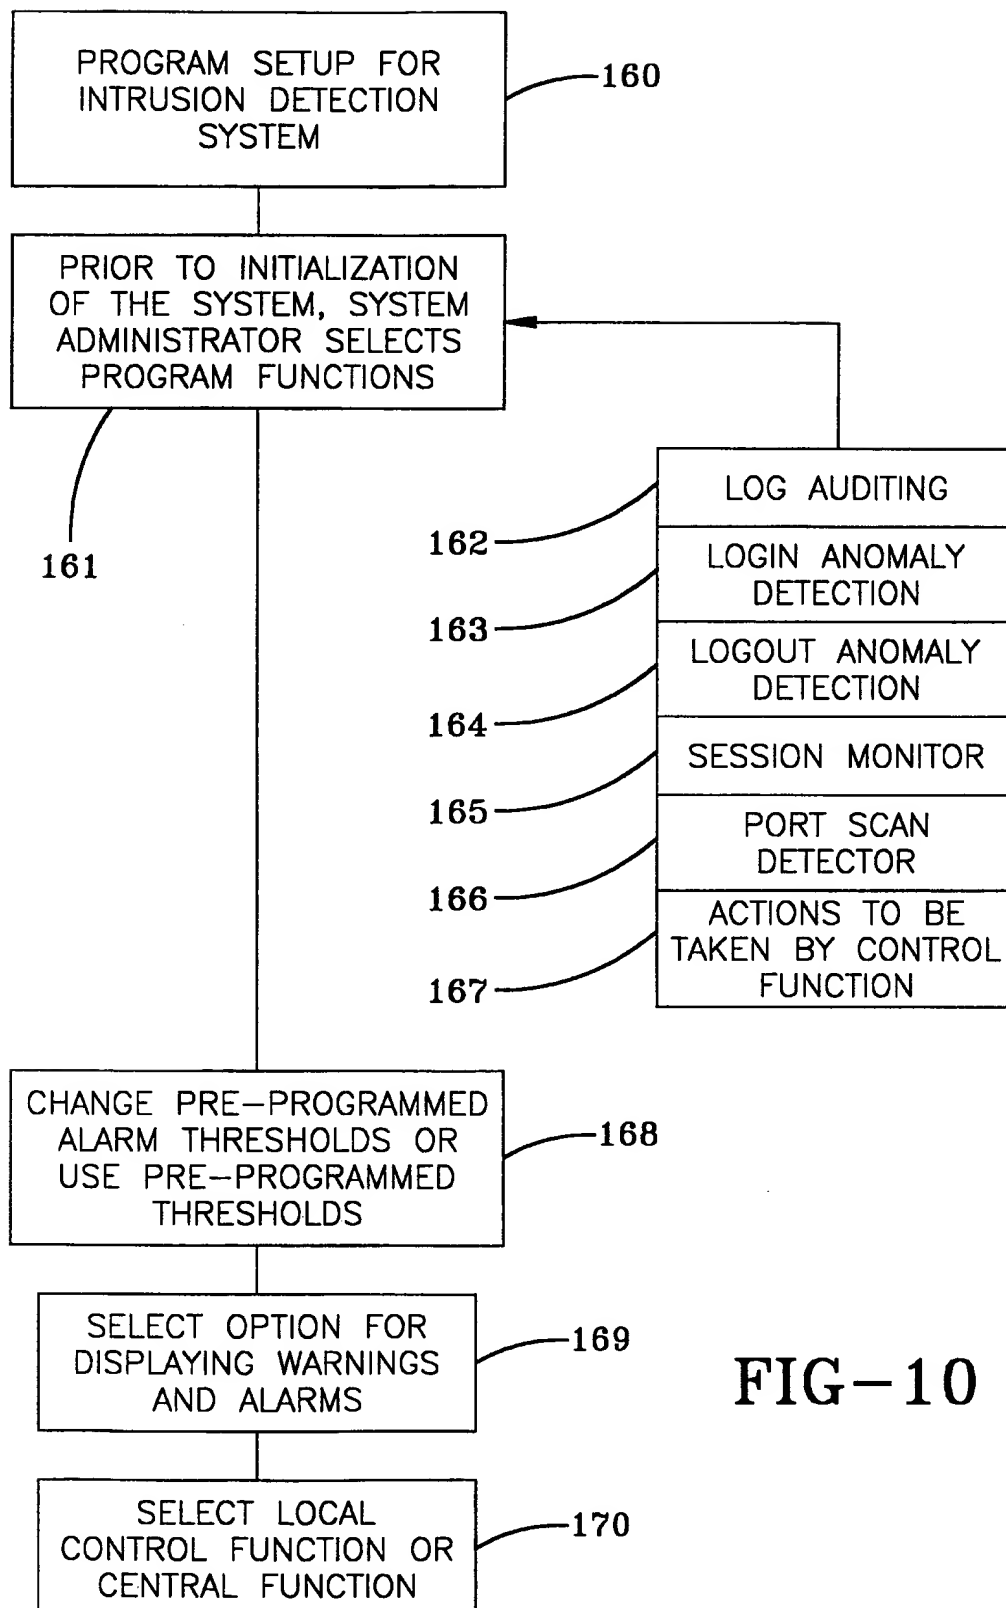 PROGRAM SETUP FOR
INTRUSION DETECTION
SYSTEM
160
PRIOR TO INITIALIZATION
OF THE SYSTEM, SYSTEM
ADMINISTRATOR SELECTS
PROGRAM FUNCTIONS
161
LOG AUDITING
162
LOGIN ANOMALY
DETECTION
163
LOGOUT ANOMALY
DETECTION
164
SESSION MONITOR
165
PORT SCAN
DETECTOR
166
ACTIONS TO BE
TAKEN BY CONTROL
FUNCTION
167
CHANGE PRE-PROGRAMMED
ALARM THRESHOLDS OR
USE PRE-PROGRAMMED
THRESHOLDS
168
SELECT OPTION FOR
DISPLAYING WARNINGS
AND ALARMS
169
SELECT LOCAL
CONTROL FUNCTION OR
CENTRAL FUNCTION
170
FIG-10